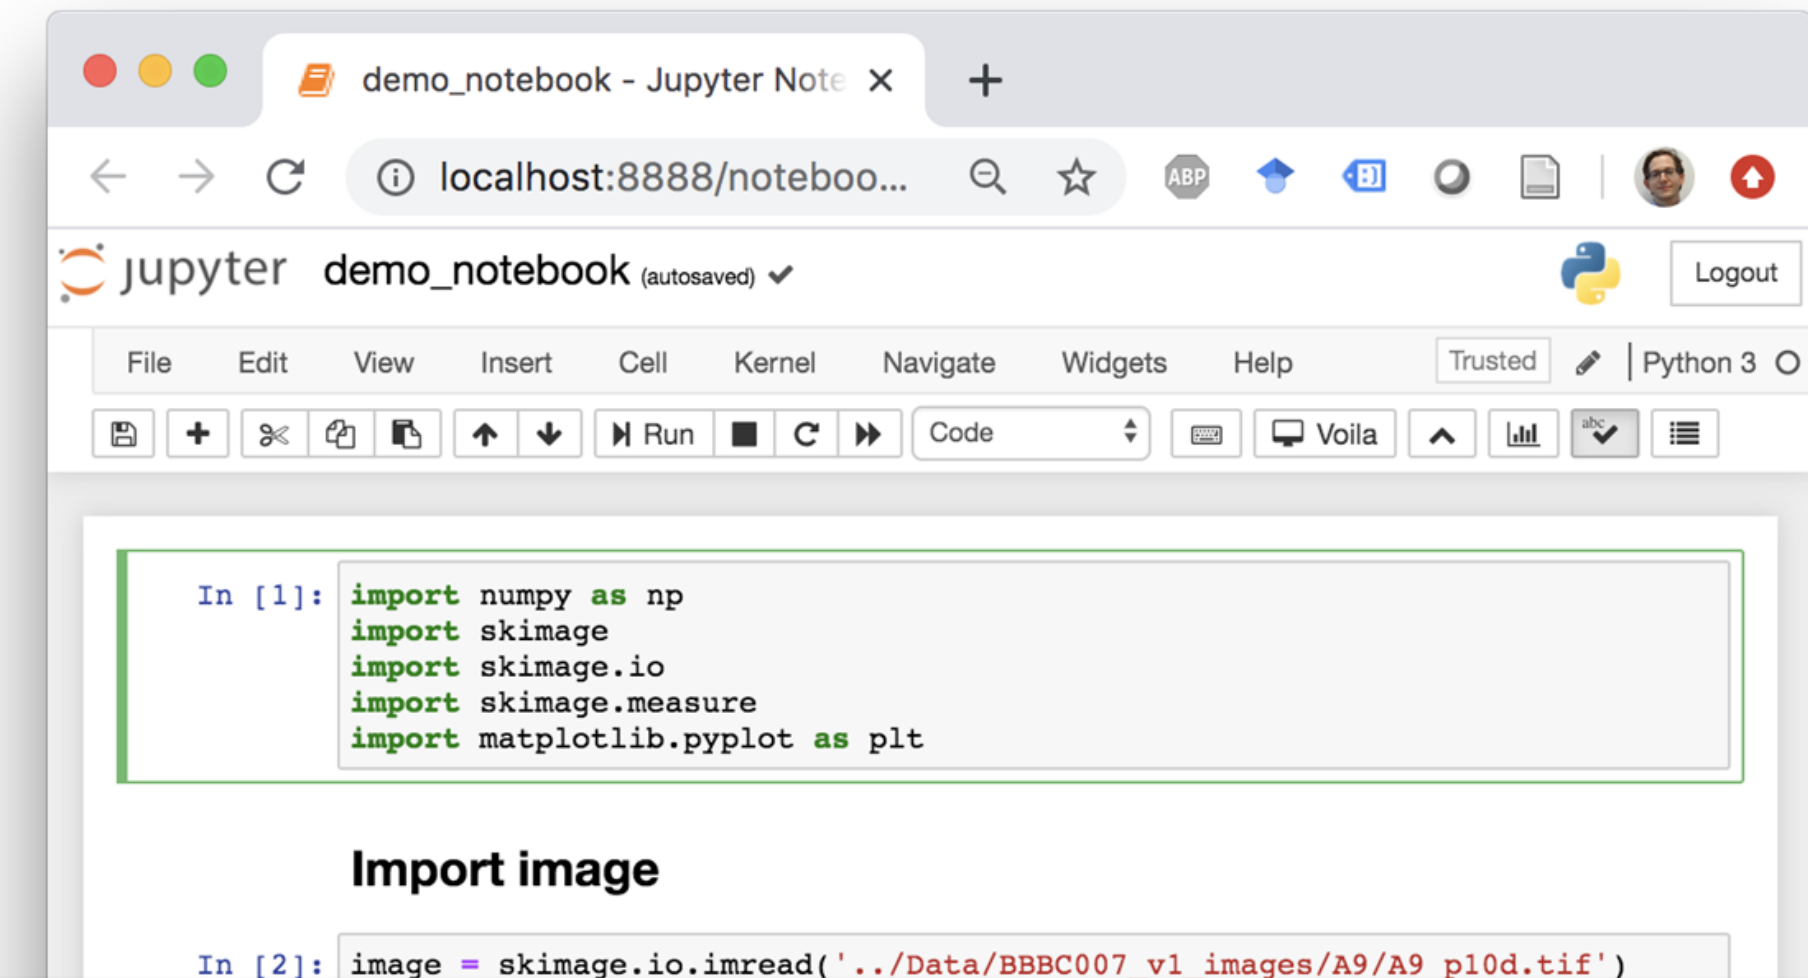 demo_notebook - Jupyter Note
localhost:8888/noteboo...
ABP
jupyter demo_notebook (autosaved)
Logout
File Edit View Insert Cell Kernel Navigate Widgets Help Trusted Python 3
Run Code Voila abc
In [1]: import numpy as np
import skimage
import skimage.io
import skimage.measure
import matplotlib.pyplot as plt
Import image
In [2]: image = skimage.io.imread('../Data/BBBC007_v1_images/A9/A9 p10d.tif')